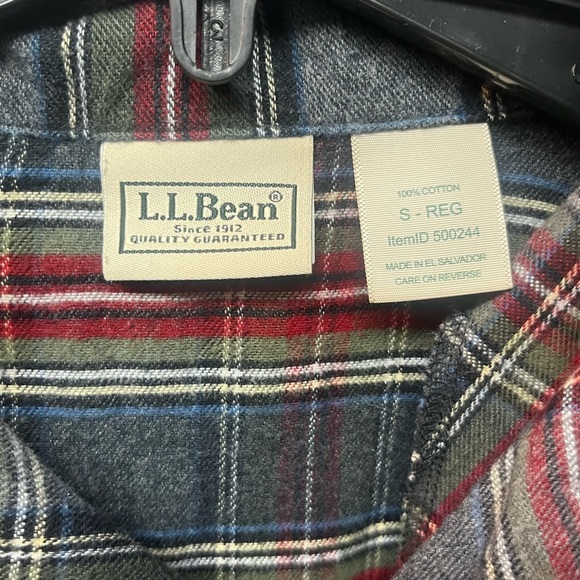 L.L.Bean®
Since 1912
QUALITY GUARANTEED
100% COTTON
S - REG
ItemID 500244
MADE IN EL SALVADOR
CARE ON REVERSE